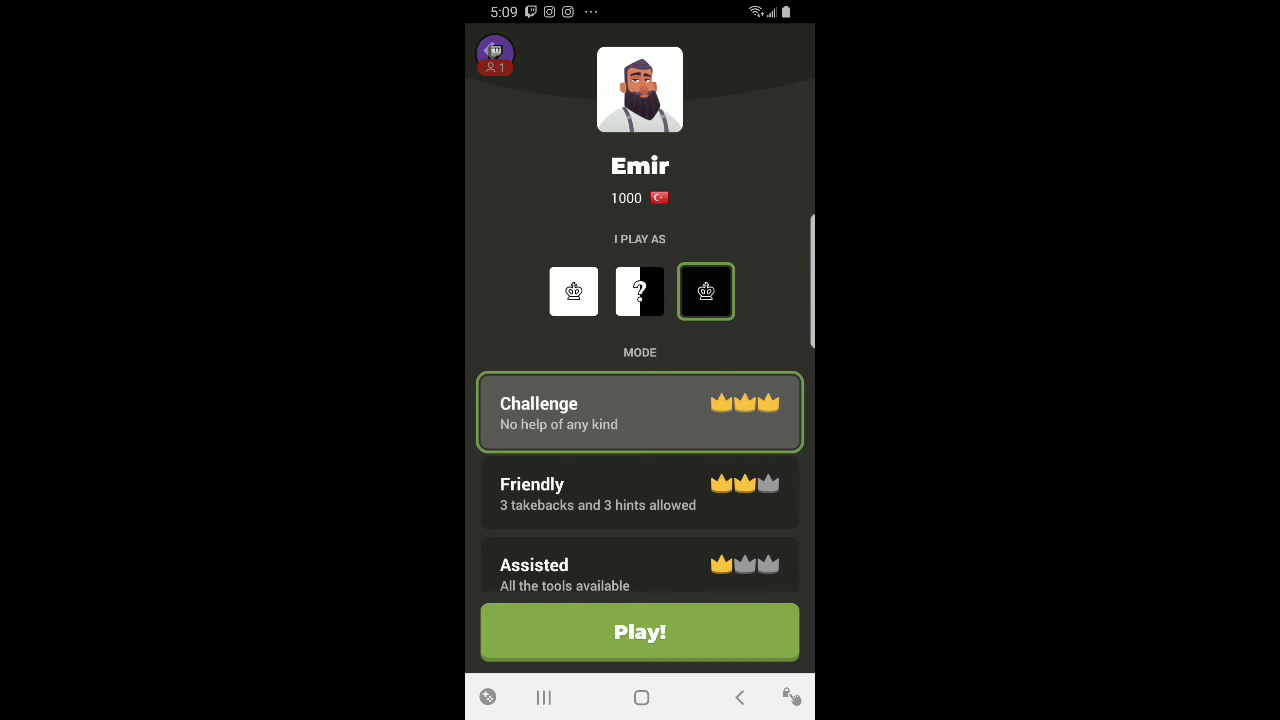 5:09
1
Emir
1000
I PLAY AS
?
MODE
Challenge
No help of any kind
Friendly
3 takebacks and 3 hints allowed
Assisted
All the tools available
Play!